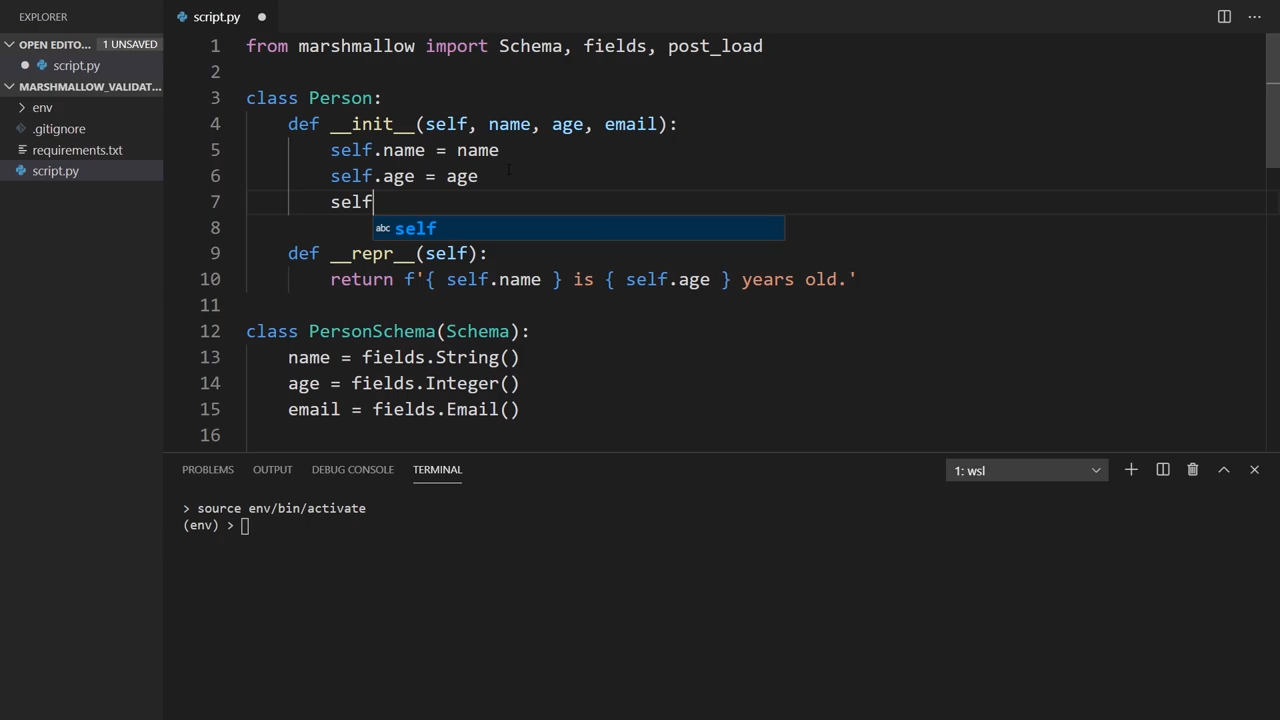 EXPLORER
OPEN EDITO... 1 UNSAVED
script.py
MARSHMALLOW_VALIDAT...
env
.gitignore
requirements.txt
script.py
script.py
1 from marshmallow import Schema, fields, post_load
2
3 class Person:
4 def __init__(self, name, age, email):
5 self.name = name
6 self.age = age
7 self
abc self
8
9 def __repr__(self):
10 return f'{ self.name } is { self.age } years old.'
11
12 class PersonSchema(Schema):
13 name = fields.String()
14 age = fields.Integer()
15 email = fields.Email()
16
PROBLEMS OUTPUT DEBUG CONSOLE TERMINAL 1: wsl
> source env/bin/activate
(env) >